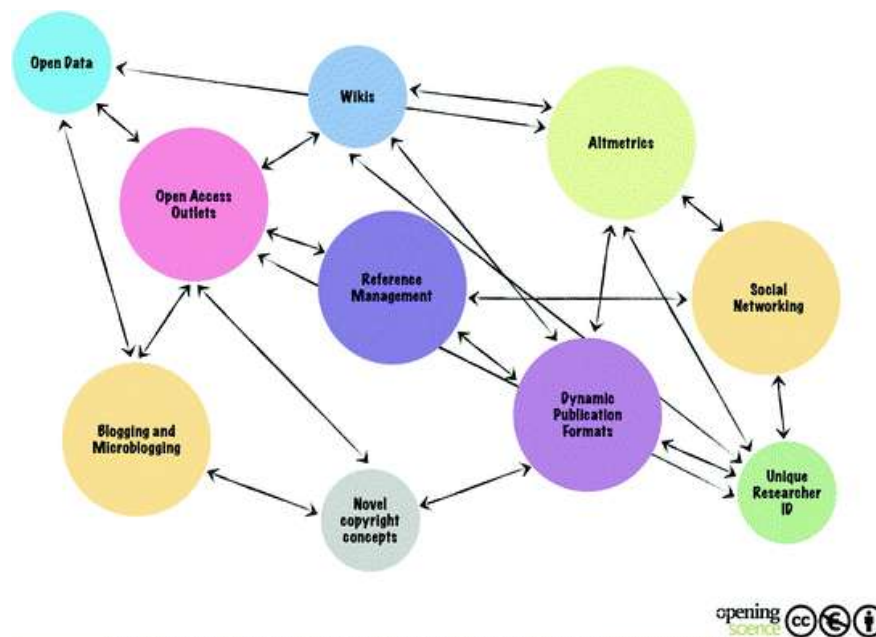 Open Data
Wikis
Altmetrics
Open Access
Outlets
Reference
Management
Social
Networking
Dynamic
Publication
Formats
Blogging and
Microblogging
Unique
Researcher
ID
Novel
copyright
concepts
opening
science
cc